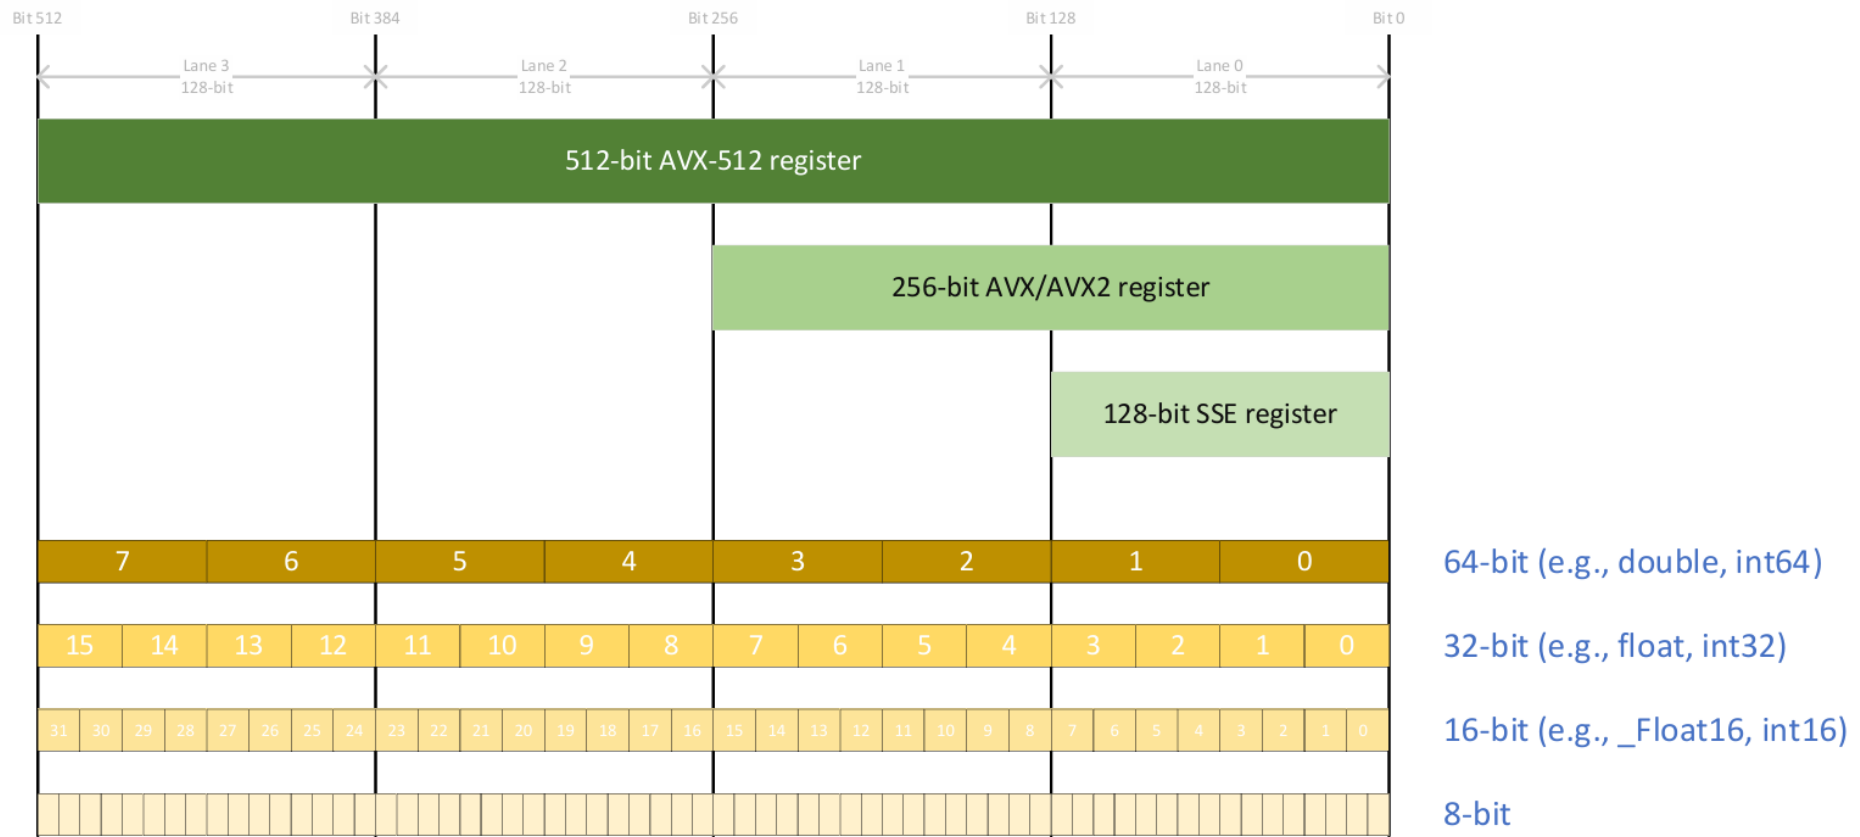 Bit 512 Bit 384 Bit 256 Bit 128 Bit 0
Lane 3 Lane 2 Lane 1 Lane 0
128-bit 128-bit 128-bit 128-bit
512-bit AVX-512 register
256-bit AVX/AVX2 register
128-bit SSE register
7 6 5 4 3 2 1 0 64-bit (e.g., double, int64)
15 14 13 12 11 10 9 8 7 6 5 4 3 2 1 0 32-bit (e.g., float, int32)
31 30 29 28 27 26 25 24 23 22 21 20 19 18 17 16 15 14 13 12 11 10 9 8 7 6 5 4 3 2 1 0 16-bit (e.g., _Float16, int16)
8-bit